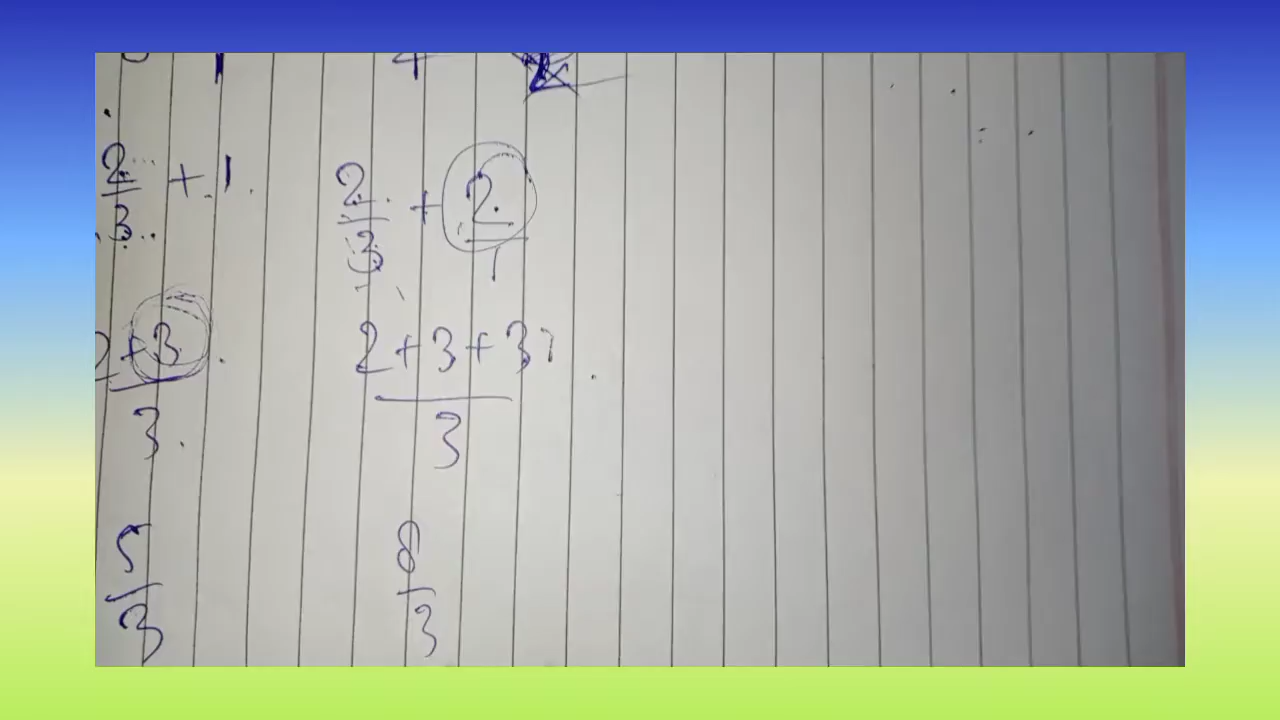 2/3 + 1
2 + 3
3
5/3
2/3 + 2/1
2 + 3 + 3
3
8/3